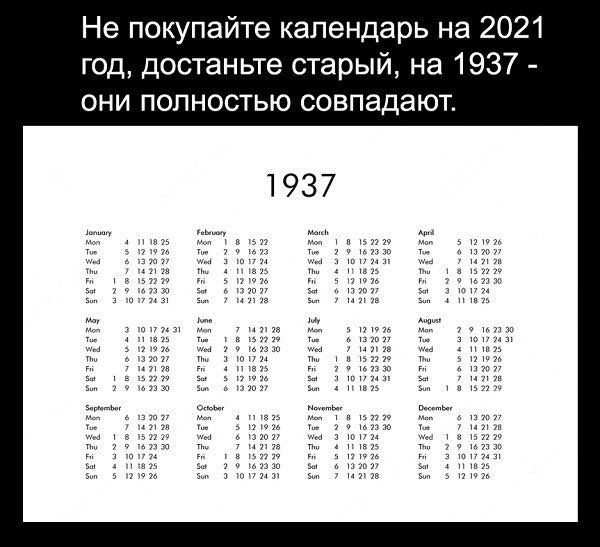 Не покупайте календарь на 2021
год, достаньте старый, на 1937 -
они полностью совпадают.
1937
January February March April
Mon 4 11 18 25 Mon 1 8 15 22 Mon 1 8 15 22 29 Mon 5 12 19 26
Tue 5 12 19 26 Tue 2 9 16 23 Tue 2 9 16 23 30 Tue 6 13 20 27
Wed 6 13 20 27 Wed 3 10 17 24 Wed 3 10 17 24 31 Wed 7 14 21 28
Thu 7 14 21 28 Thu 4 11 18 25 Thu 4 11 18 25 Thu 1 8 15 22 29
Fri 1 8 15 22 29 Fri 5 12 19 26 Fri 5 12 19 26 Fri 2 9 16 23 30
Sat 2 9 16 23 30 Sat 6 13 20 27 Sat 6 13 20 27 Sat 3 10 17 24
Sun 3 10 17 24 31 Sun 7 14 21 28 Sun 7 14 21 28 Sun 4 11 18 25
May June July August
Mon 3 10 17 24 31 Mon 7 14 21 28 Mon 5 12 19 26 Mon 2 9 16 23 30
Tue 4 11 18 25 Tue 1 8 15 22 29 Tue 6 13 20 27 Tue 3 10 17 24 31
Wed 5 12 19 26 Wed 2 9 16 23 30 Wed 7 14 21 28 Wed 4 11 18 25
Thu 6 13 20 27 Thu 3 10 17 24 Thu 1 8 15 22 29 Thu 5 12 19 26
Fri 7 14 21 28 Fri 4 11 18 25 Fri 2 9 16 23 30 Fri 6 13 20 27
Sat 1 8 15 22 29 Sat 5 12 19 26 Sat 3 10 17 24 31 Sat 7 14 21 28
Sun 2 9 16 23 30 Sun 6 13 20 27 Sun 4 11 18 25 Sun 1 8 15 22 29
September October November December
Mon 6 13 20 27 Mon 4 11 18 25 Mon 1 8 15 22 29 Mon 6 13 20 27
Tue 7 14 21 28 Tue 5 12 19 26 Tue 2 9 16 23 30 Tue 7 14 21 28
Wed 1 8 15 22 29 Wed 6 13 20 27 Wed 3 10 17 24 Wed 1 8 15 22 29
Thu 2 9 16 23 30 Thu 7 14 21 28 Thu 4 11 18 25 Thu 2 9 16 23 30
Fri 3 10 17 24 Fri 1 8 15 22 29 Fri 5 12 19 26 Fri 3 10 17 24 31
Sat 4 11 18 25 Sat 2 9 16 23 30 Sat 6 13 20 27 Sat 4 11 18 25
Sun 5 12 19 26 Sun 3 10 17 24 31 Sun 7 14 21 28 Sun 5 12 19 26